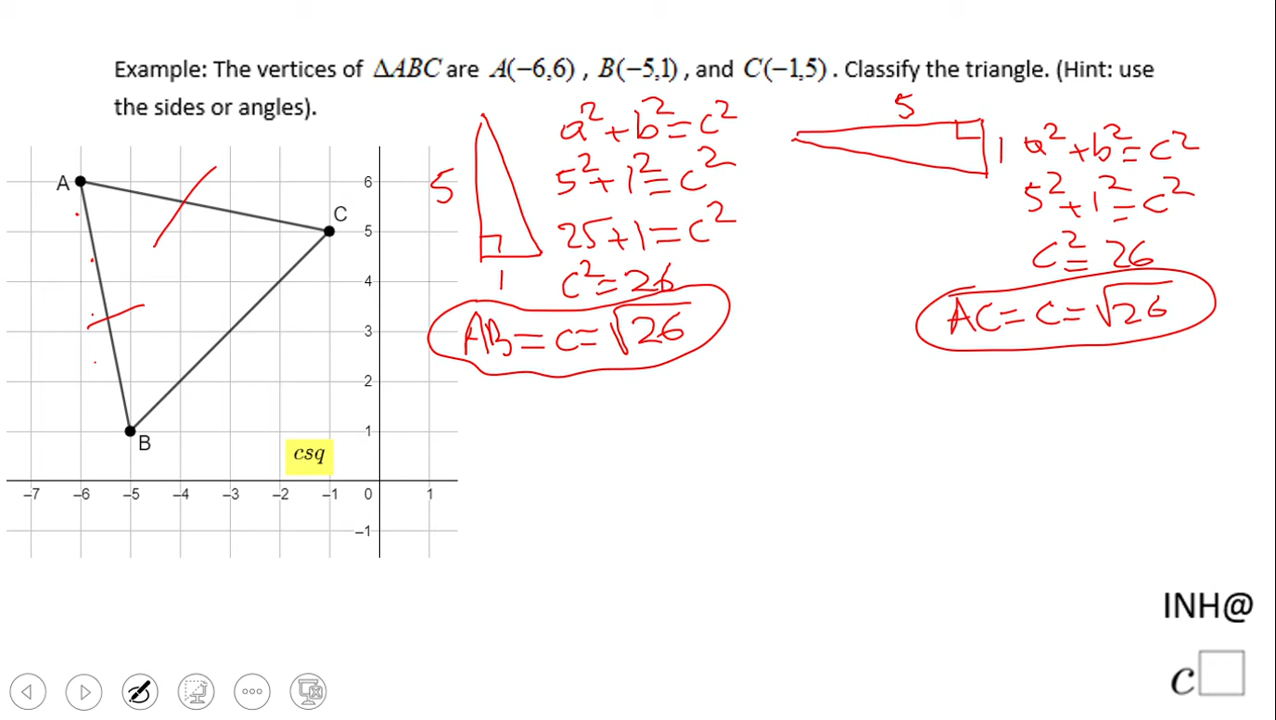 Example: The vertices of ΔABC are A(−6,6) , B(−5,1) , and C(−1,5) . Classify the triangle. (Hint: use
the sides or angles).
5
1
a²+b²=c²
5²+1²=c²
25+1=c²
c²=26
AB=c=√26
5
1
a²+b²=c²
5²+1²=c²
c²=26
AC=c=√26
A
C
B
6
5
4
3
2
1
csq
−7 −6 −5 −4 −3 −2 −1 0 1
−1
INH@
c